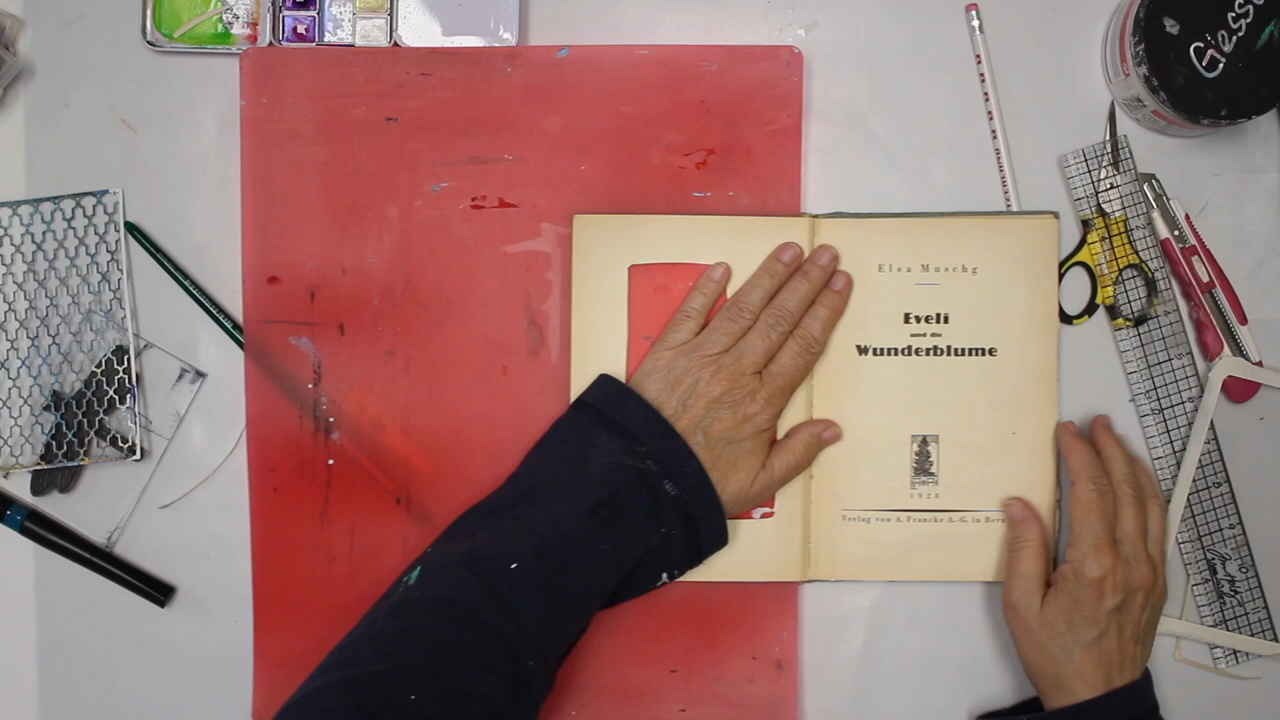 Gesso
Elsa Muschg
Eveli
und die
Wunderblume
1928
Verlag von A. Francke A.-G. in Bern